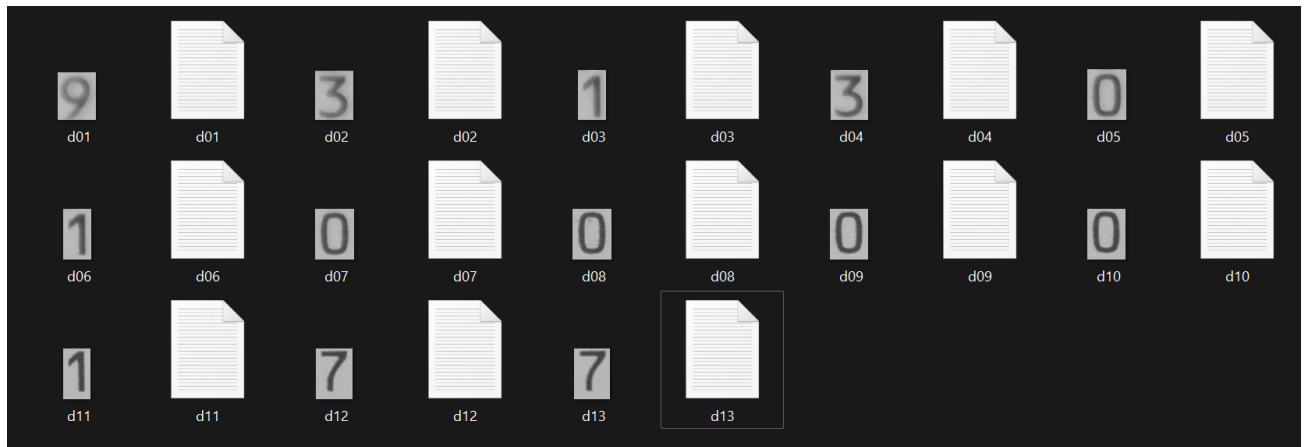 9 3 1 3 0
d01 d01 d02 d02 d03 d03 d04 d04 d05 d05
1 0 0 0 0
d06 d06 d07 d07 d08 d08 d09 d09 d10 d10
1 7 7
d11 d11 d12 d12 d13 d13